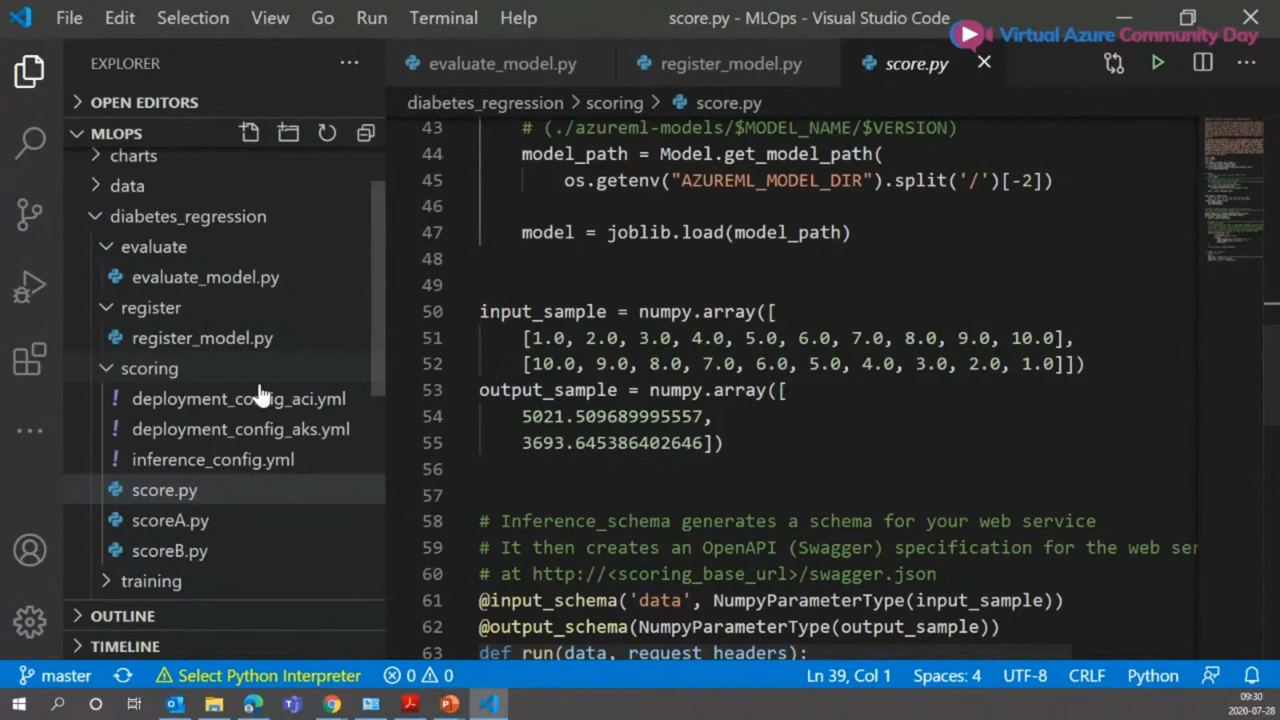 File Edit Selection View Go Run Terminal Help score.py - MLOps - Visual Studio Code
Virtual Azure Community Day
EXPLORER
evaluate_model.py register_model.py score.py
OPEN EDITORS
diabetes_regression > scoring > score.py
MLOPS
charts
data
diabetes_regression
evaluate
evaluate_model.py
register
register_model.py
scoring
deployment_config_aci.yml
deployment_config_aks.yml
inference_config.yml
score.py
scoreA.py
scoreB.py
training
OUTLINE
TIMELINE
43 # (./azureml-models/$MODEL_NAME/$VERSION)
44 model_path = Model.get_model_path(
45 os.getenv("AZUREML_MODEL_DIR").split('/')[-2])
46
47 model = joblib.load(model_path)
48
49
50 input_sample = numpy.array([
51 [1.0, 2.0, 3.0, 4.0, 5.0, 6.0, 7.0, 8.0, 9.0, 10.0],
52 [10.0, 9.0, 8.0, 7.0, 6.0, 5.0, 4.0, 3.0, 2.0, 1.0]])
53 output_sample = numpy.array([
54 5021.509689995557,
55 3693.645386402646])
56
57
58 # Inference_schema generates a schema for your web service
59 # It then creates an OpenAPI (Swagger) specification for the web ser
60 # at http://<scoring_base_url>/swagger.json
61 @input_schema('data', NumpyParameterType(input_sample))
62 @output_schema(NumpyParameterType(output_sample))
63 def run(data, request_headers):
master Select Python Interpreter 0 0 Ln 39, Col 1 Spaces: 4 UTF-8 CRLF Python
09:30
2020-07-28